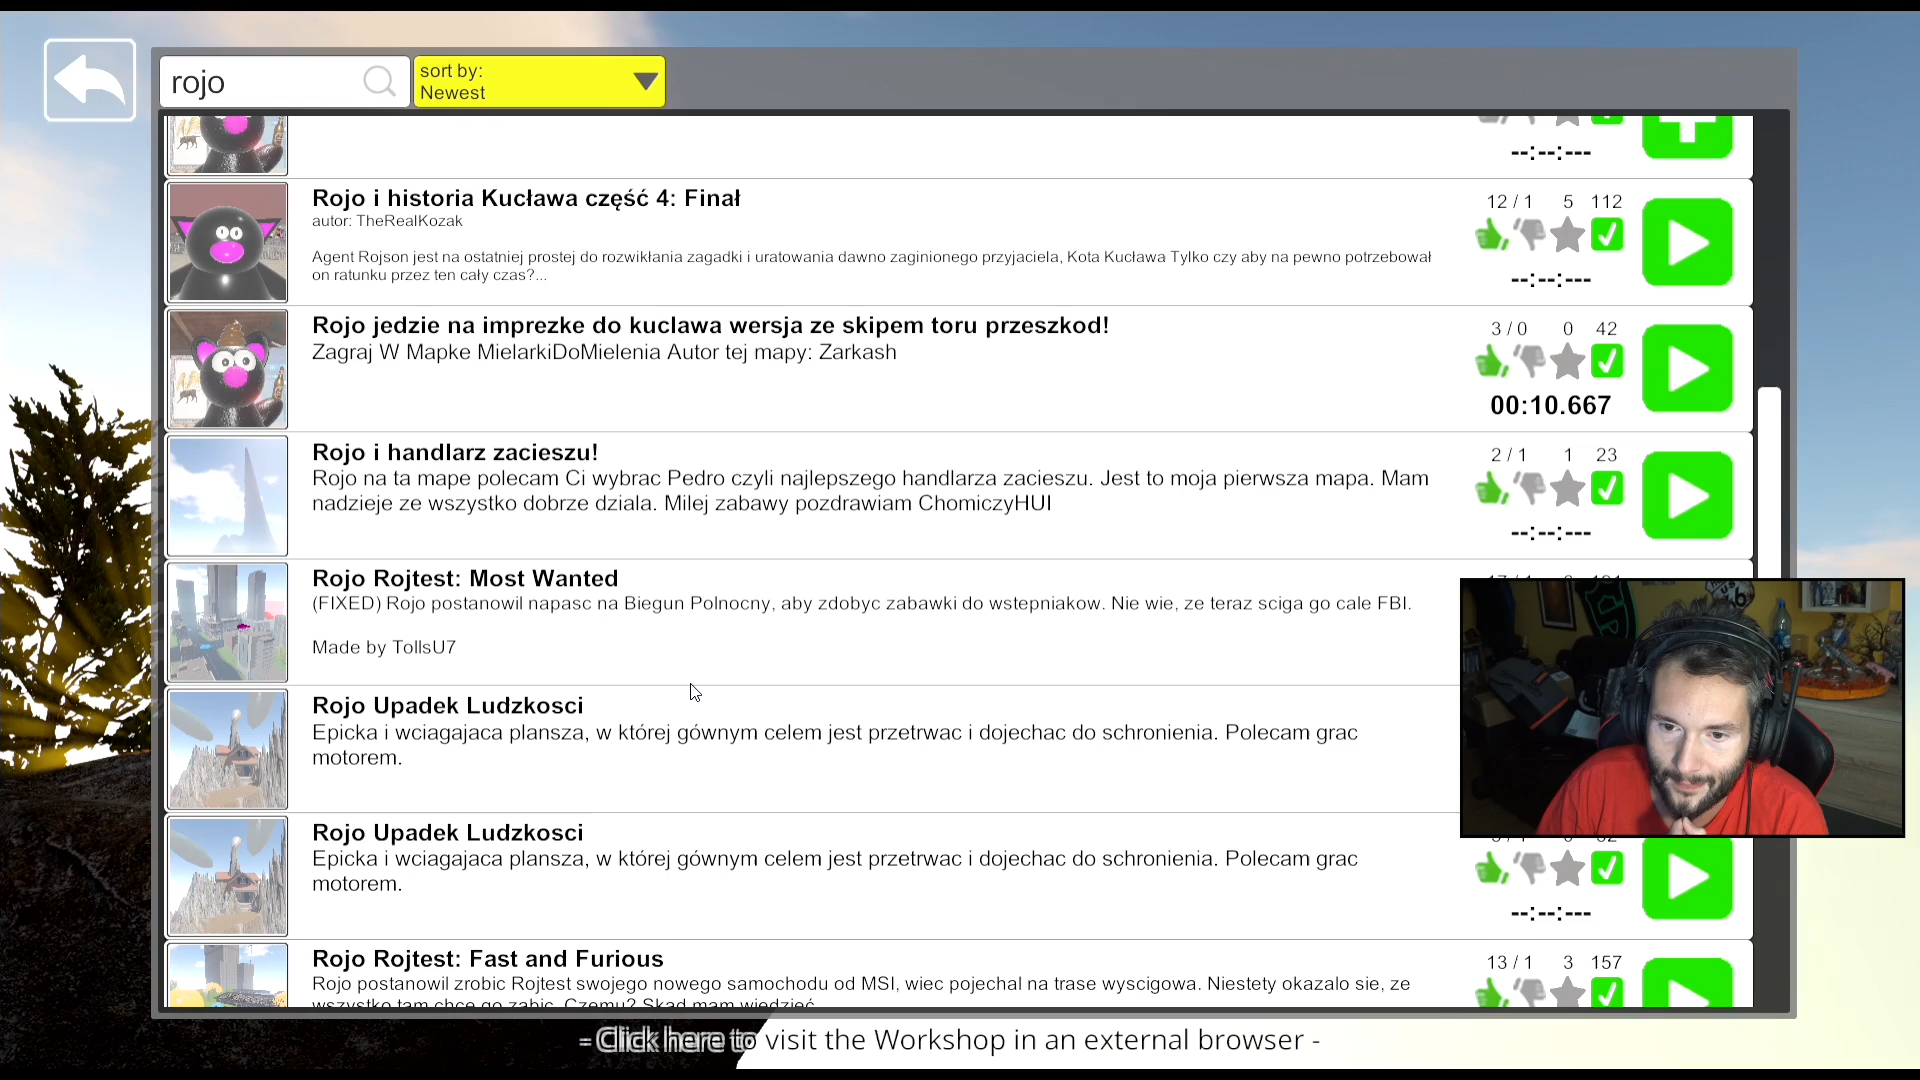 rojo
sort by:
Newest
--:--:---
Rojo i historia Kucława część 4: Finał
autor: TheRealKozak
Agent Rojson jest na ostatniej prostej do rozwikłania zagadki i uratowania dawno zaginionego przyjaciela, Kota Kucława Tylko czy aby na pewno potrzebował
on ratunku przez ten cały czas?...
12 / 1 5 112
--:--:---
Rojo jedzie na imprezke do kuclawa wersja ze skipem toru przeszkod!
Zagraj W Mapke MielarkiDoMielenia Autor tej mapy: Zarkash
3 / 0 0 42
00:10.667
Rojo i handlarz zacieszu!
Rojo na ta mape polecam Ci wybrac Pedro czyli najlepszego handlarza zacieszu. Jest to moja pierwsza mapa. Mam
nadzieje ze wszystko dobrze dziala. Milej zabawy pozdrawiam ChomiczyHUI
2 / 1 1 23
--:--:---
Rojo Rojtest: Most Wanted
(FIXED) Rojo postanowil napasc na Biegun Polnocny, aby zdobyc zabawki do wstepniakow. Nie wie, ze teraz sciga go cale FBI.
Made by TollsU7
Rojo Upadek Ludzkosci
Epicka i wciagajaca plansza, w której gównym celem jest przetrwac i dojechac do schronienia. Polecam grac
motorem.
Rojo Upadek Ludzkosci
Epicka i wciagajaca plansza, w której gównym celem jest przetrwac i dojechac do schronienia. Polecam grac
motorem.
--:--:---
Rojo Rojtest: Fast and Furious
Rojo postanowil zrobic Rojtest swojego nowego samochodu od MSI, wiec pojechal na trase wyscigowa. Niestety okazalo sie, ze
wszystko tam chce go zabic. Czemu? Skad mam wiedzieć
13 / 1 3 157
- Click here to visit the Workshop in an external browser -